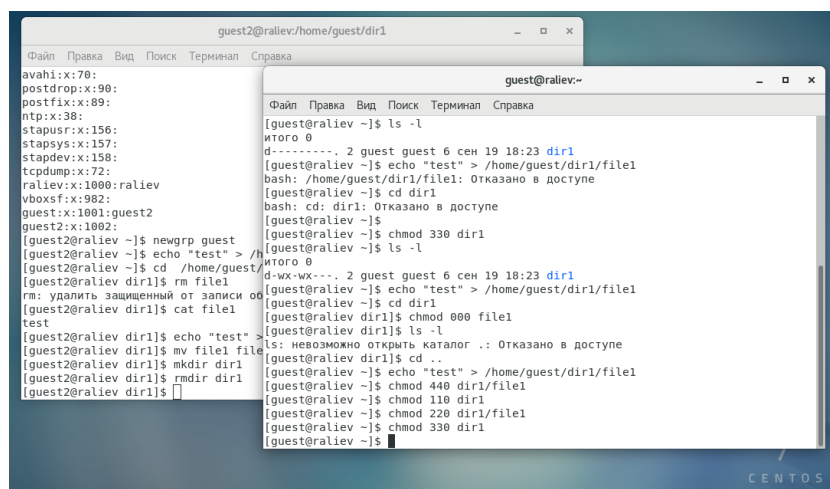 guest2@raliev:/home/guest/dir1
Файл Правка Вид Поиск Терминал Справка
avahi:x:70:
postdrop:x:90:
postfix:x:89:
ntp:x:38:
stapusr:x:156:
stapsys:x:157:
stapdev:x:158:
tcpdump:x:72:
raliev:x:1000:raliev
vboxsf:x:982:
guest:x:1001:guest2
guest2:x:1002:
[guest2@raliev ~]$ newgrp guest
[guest2@raliev ~]$ echo "test" > /h
[guest2@raliev ~]$ cd  /home/guest/
[guest2@raliev dir1]$ rm file1
rm: удалить защищенный от записи об
[guest2@raliev dir1]$ cat file1
test
[guest2@raliev dir1]$ echo "test" >
[guest2@raliev dir1]$ mv file1 file
[guest2@raliev dir1]$ mkdir dir1
[guest2@raliev dir1]$ rmdir dir1
[guest2@raliev dir1]$
guest@raliev:~
Файл Правка Вид Поиск Терминал Справка
[guest@raliev ~]$ ls -l
итого 0
d---------. 2 guest guest 6 сен 19 18:23 dir1
[guest@raliev ~]$ echo "test" > /home/guest/dir1/file1
bash: /home/guest/dir1/file1: Отказано в доступе
[guest@raliev ~]$ cd dir1
bash: cd: dir1: Отказано в доступе
[guest@raliev ~]$
[guest@raliev ~]$ chmod 330 dir1
[guest@raliev ~]$ ls -l
итого 0
d-wx-wx---. 2 guest guest 6 сен 19 18:23 dir1
[guest@raliev ~]$ echo "test" > /home/guest/dir1/file1
[guest@raliev ~]$ cd dir1
[guest@raliev dir1]$ chmod 000 file1
[guest@raliev dir1]$ ls -l
ls: невозможно открыть каталог .: Отказано в доступе
[guest@raliev dir1]$ cd ..
[guest@raliev ~]$ echo "test" > /home/guest/dir1/file1
[guest@raliev ~]$ chmod 440 dir1/file1
[guest@raliev ~]$ chmod 110 dir1
[guest@raliev ~]$ chmod 220 dir1/file1
[guest@raliev ~]$ chmod 330 dir1
[guest@raliev ~]$
CENTOS